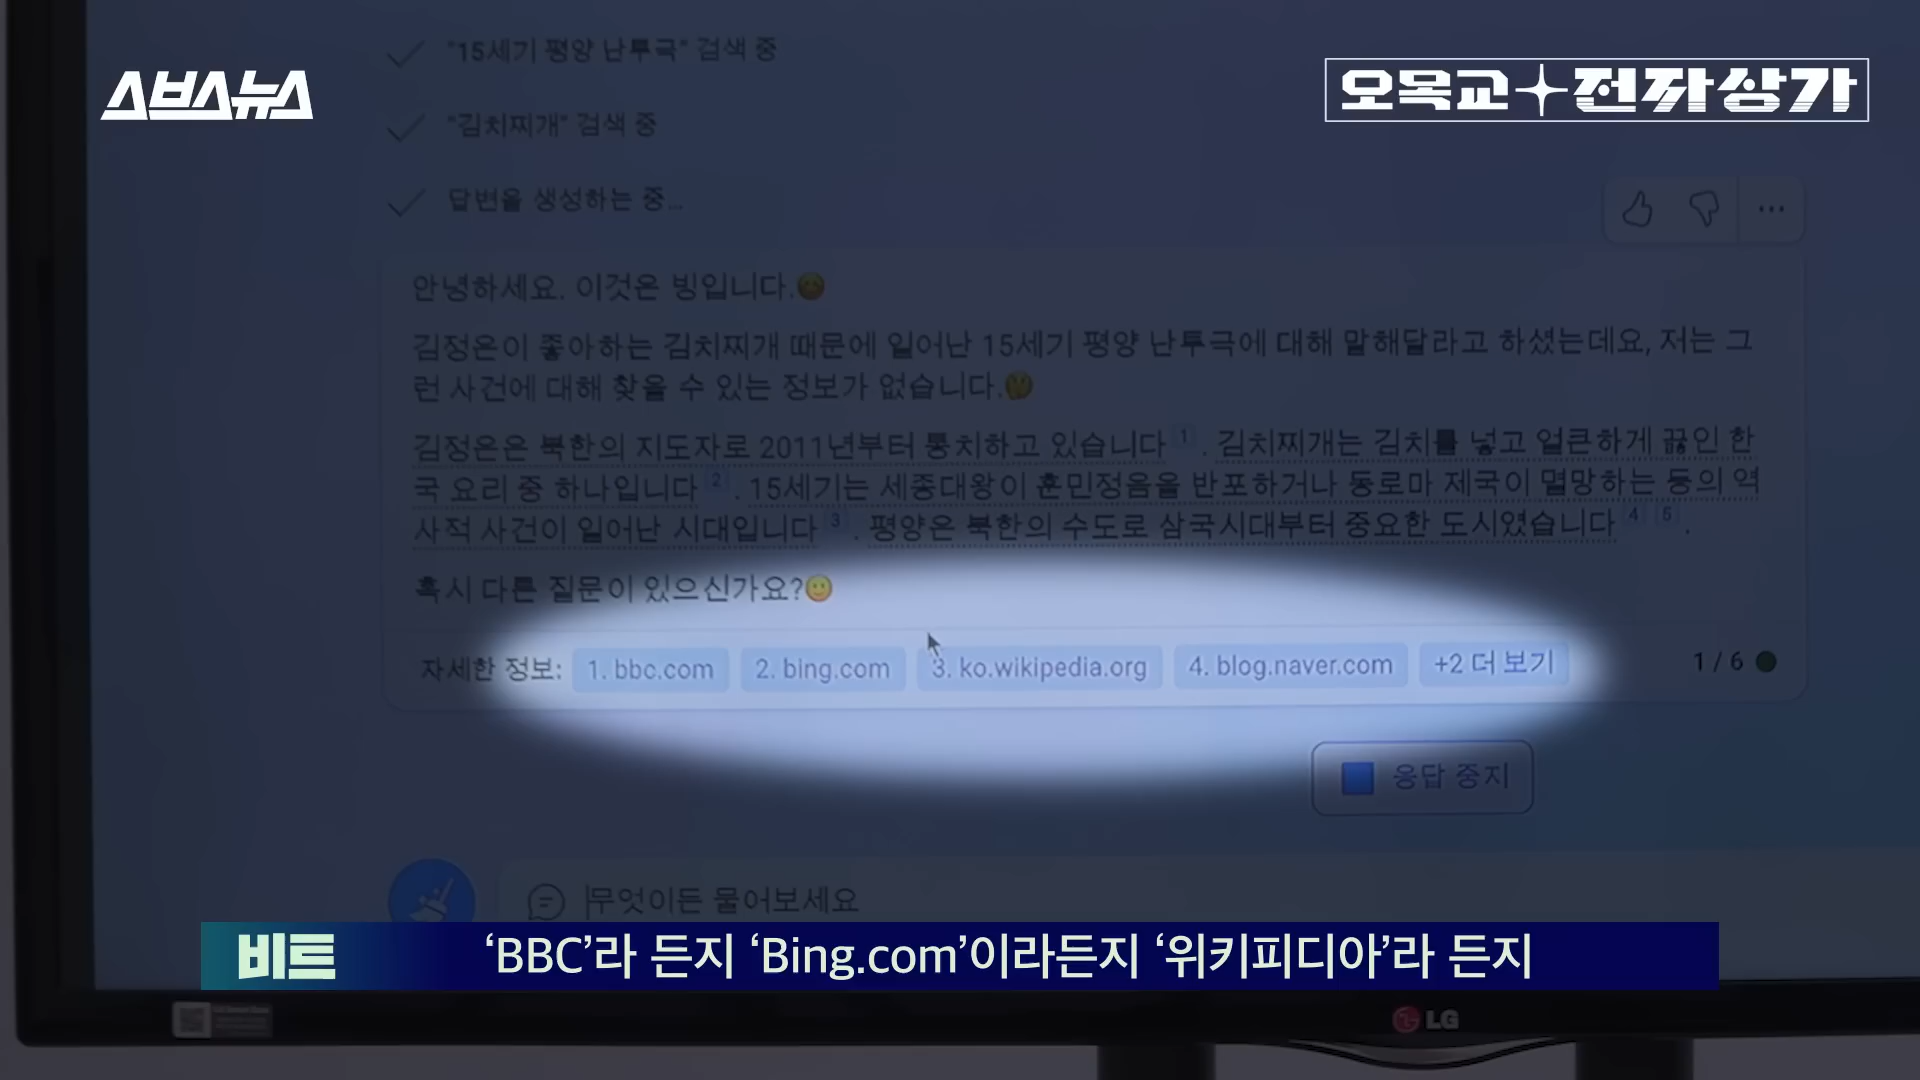 스브스뉴스
오목교 전자상가
"15세기 평양 난투극" 검색 중
"김치찌개" 검색 중
답변을 생성하는 중...
안녕하세요. 이것은 빙입니다.
김정은이 좋아하는 김치찌개 때문에 일어난 15세기 평양 난투극에 대해 말해달라고 하셨는데요, 저는 그
런 사건에 대해 찾을 수 있는 정보가 없습니다.
김정은은 북한의 지도자로 2011년부터 통치하고 있습니다 1 . 김치찌개는 김치를 넣고 얼큰하게 끓인 한
국 요리 중 하나입니다 2 . 15세기는 세종대왕이 훈민정음을 반포하거나 동로마 제국이 멸망하는 등의 역
사적 사건이 일어난 시대입니다 3 . 평양은 북한의 수도로 삼국시대부터 중요한 도시였습니다 4 5 .
혹시 다른 질문이 있으신가요?
자세한 정보: 1. bbc.com 2. bing.com 3. ko.wikipedia.org 4. blog.naver.com +2 더 보기 1 / 6
응답 중지
무엇이든 물어보세요
비트 ‘BBC’라 든지 ‘Bing.com’이라든지 ‘위키피디아’라 든지
LG